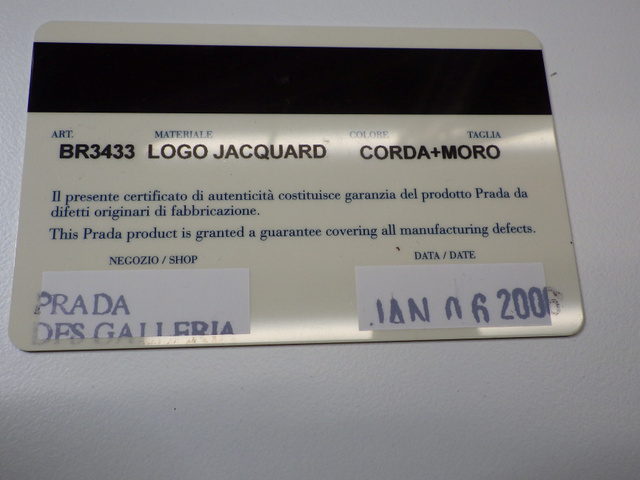 ART. MATERIALE COLORE TAGLIA
BR3433 LOGO JACQUARD CORDA+MORO
Il presente certificato di autenticità costituisce garanzia del prodotto Prada da
difetti originari di fabbricazione.
This Prada product is granted a guarantee covering all manufacturing defects.
NEGOZIO / SHOP DATA / DATE
PRADA
DFS GALLERIA
JAN 06